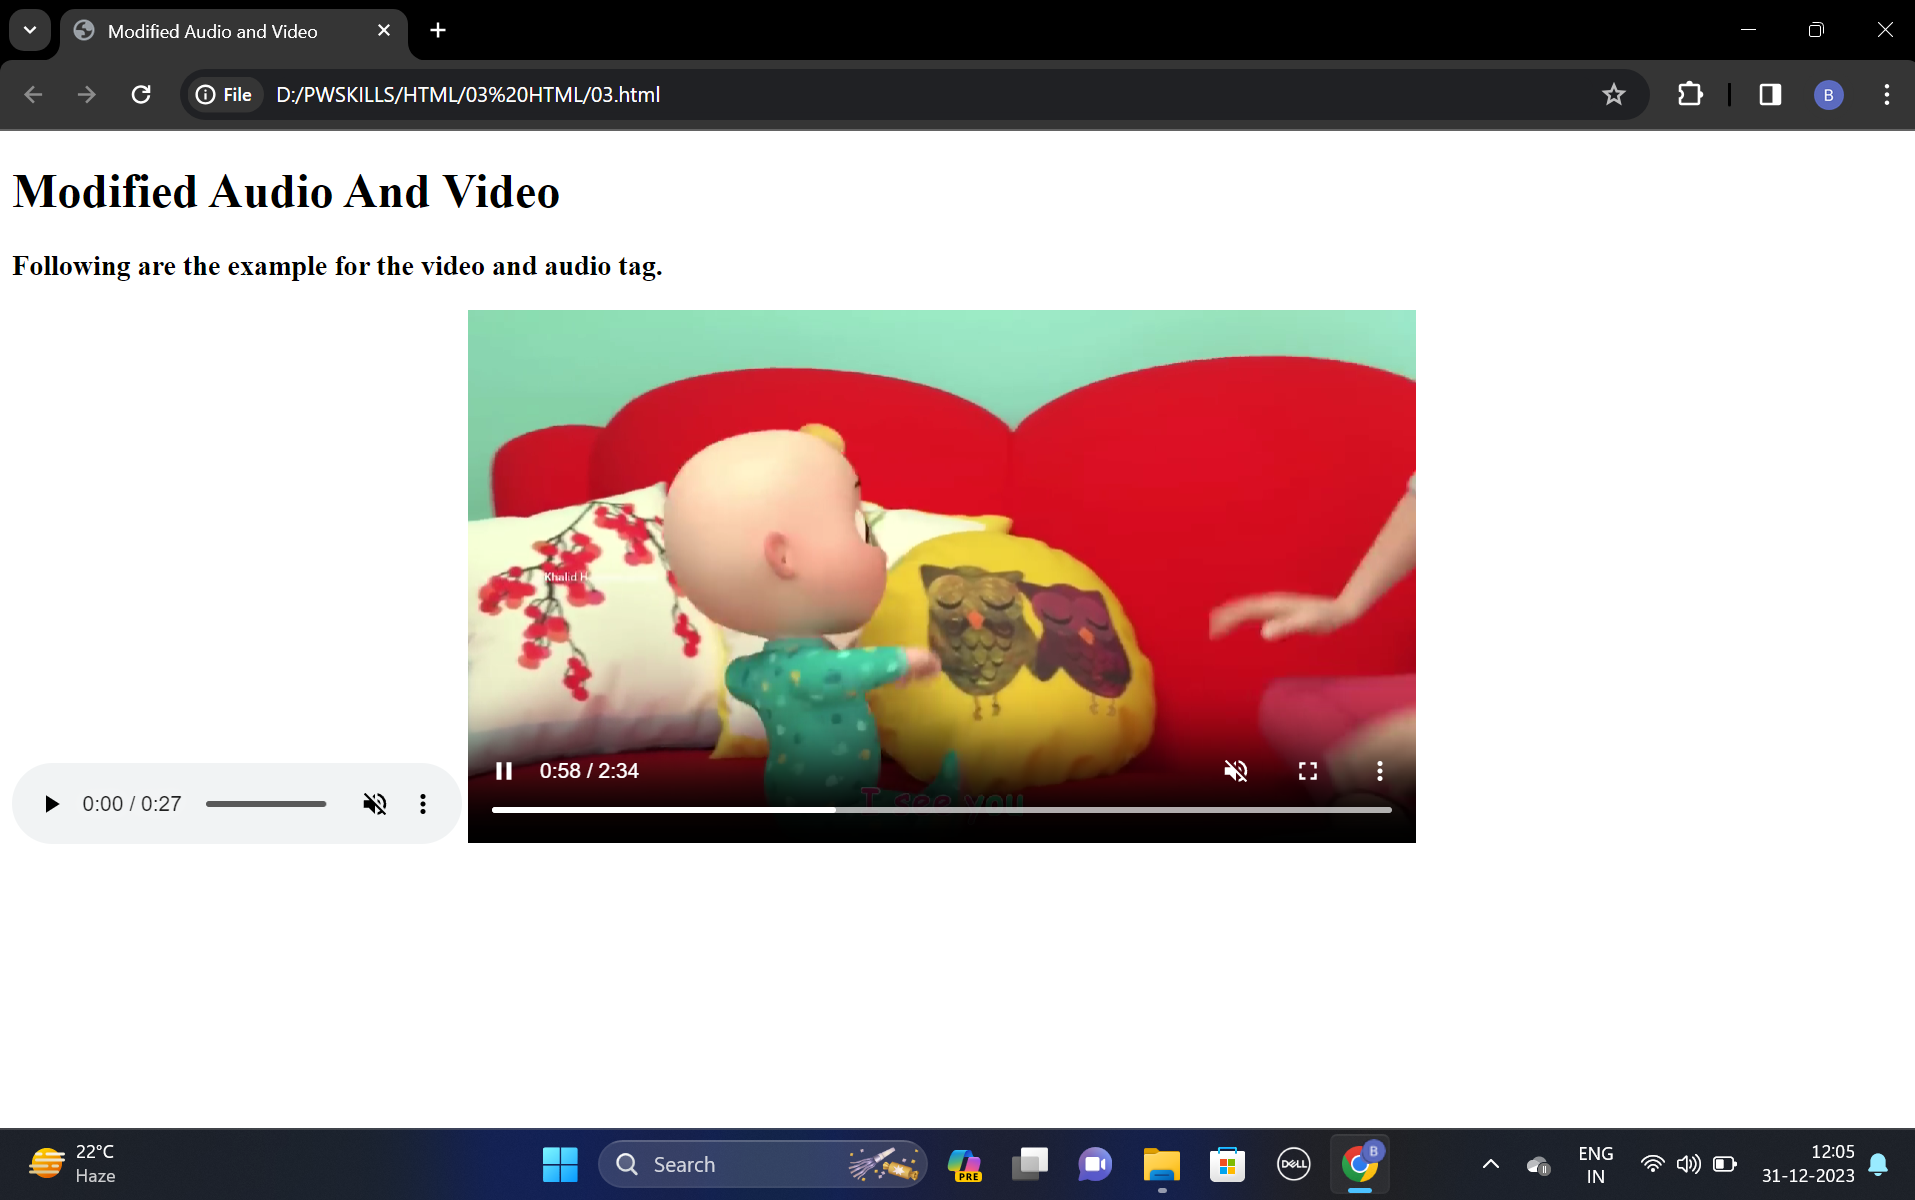 Modified Audio and Video
File
D:/PWSKILLS/HTML/03%20HTML/03.html
B
Modified Audio And Video
Following are the example for the video and audio tag.
Khalid H
0:58 / 2:34
I see you
0:00 / 0:27
22°C
Haze
Search
PRE
DELL
B
ENG
IN
12:05
31-12-2023